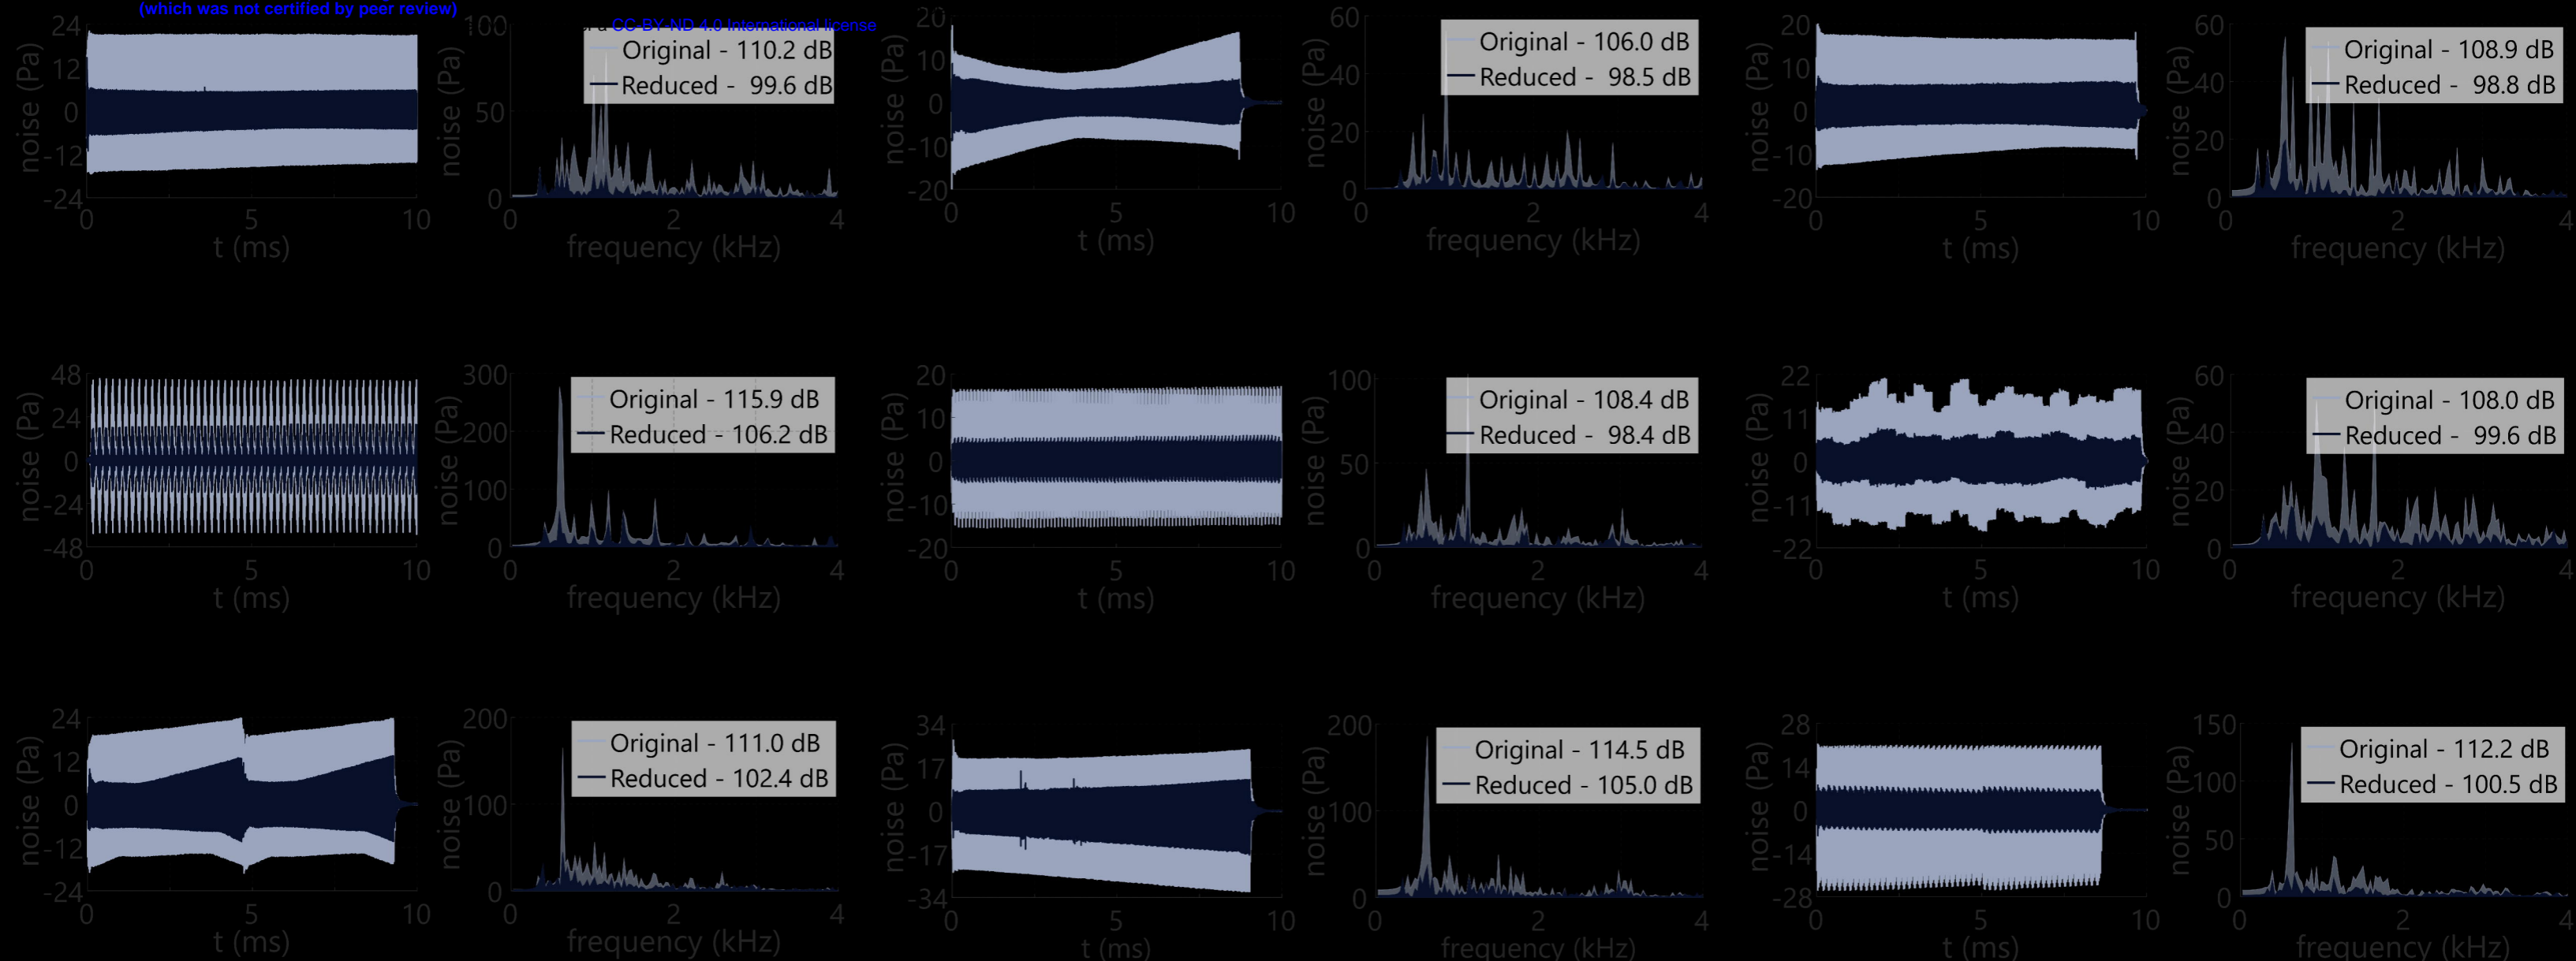 (which was not certified by peer review)
a CC-BY-ND 4.0 International license
24
12
0
-12
-24
noise (Pa)
0 5 10
t (ms)
100
50
0
noise (Pa)
Original - 110.2 dB
Reduced - 99.6 dB
0 2 4
frequency (kHz)
20
10
0
-10
-20
noise (Pa)
0 5 10
t (ms)
60
40
20
0
noise (Pa)
Original - 106.0 dB
Reduced - 98.5 dB
0 2 4
frequency (kHz)
20
10
0
-10
-20
noise (Pa)
0 5 10
t (ms)
60
40
20
0
noise (Pa)
Original - 108.9 dB
Reduced - 98.8 dB
0 2 4
frequency (kHz)
48
24
0
-24
-48
noise (Pa)
0 5 10
t (ms)
300
200
100
0
noise (Pa)
Original - 115.9 dB
Reduced - 106.2 dB
0 2 4
frequency (kHz)
20
10
0
-10
-20
noise (Pa)
0 5 10
t (ms)
100
50
0
noise (Pa)
Original - 108.4 dB
Reduced - 98.4 dB
0 2 4
frequency (kHz)
22
11
0
-11
-22
noise (Pa)
0 5 10
t (ms)
60
40
20
0
noise (Pa)
Original - 108.0 dB
Reduced - 99.6 dB
0 2 4
frequency (kHz)
24
12
0
-12
-24
noise (Pa)
0 5 10
t (ms)
200
100
0
noise (Pa)
Original - 111.0 dB
Reduced - 102.4 dB
0 2 4
frequency (kHz)
34
17
0
-17
-34
noise (Pa)
0 5 10
t (ms)
200
100
0
noise (Pa)
Original - 114.5 dB
Reduced - 105.0 dB
0 2 4
frequency (kHz)
28
14
0
-14
-28
noise (Pa)
0 5 10
t (ms)
150
100
50
0
noise (Pa)
Original - 112.2 dB
Reduced - 100.5 dB
0 2 4
frequency (kHz)